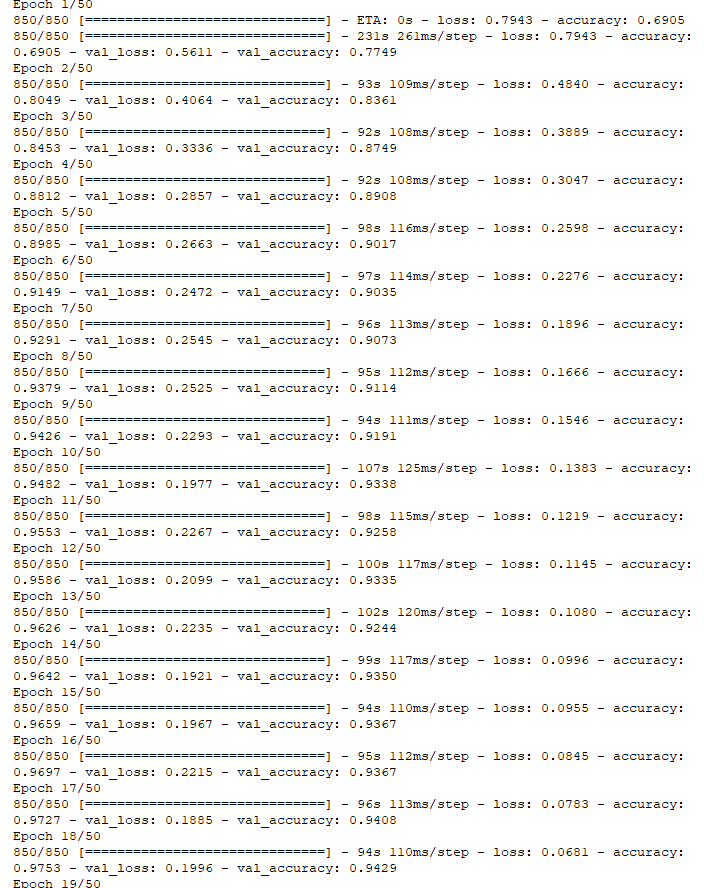 Epoch 1/50
850/850 [==============================] - ETA: 0s - loss: 0.7943 - accuracy: 0.6905
850/850 [==============================] - 231s 261ms/step - loss: 0.7943 - accuracy:
0.6905 - val_loss: 0.5611 - val_accuracy: 0.7749
Epoch 2/50
850/850 [==============================] - 93s 109ms/step - loss: 0.4840 - accuracy:
0.8049 - val_loss: 0.4064 - val_accuracy: 0.8361
Epoch 3/50
850/850 [==============================] - 92s 108ms/step - loss: 0.3889 - accuracy:
0.8453 - val_loss: 0.3336 - val_accuracy: 0.8749
Epoch 4/50
850/850 [==============================] - 92s 108ms/step - loss: 0.3047 - accuracy:
0.8812 - val_loss: 0.2857 - val_accuracy: 0.8908
Epoch 5/50
850/850 [==============================] - 98s 116ms/step - loss: 0.2598 - accuracy:
0.8985 - val_loss: 0.2663 - val_accuracy: 0.9017
Epoch 6/50
850/850 [==============================] - 97s 114ms/step - loss: 0.2276 - accuracy:
0.9149 - val_loss: 0.2472 - val_accuracy: 0.9035
Epoch 7/50
850/850 [==============================] - 96s 113ms/step - loss: 0.1896 - accuracy:
0.9291 - val_loss: 0.2545 - val_accuracy: 0.9073
Epoch 8/50
850/850 [==============================] - 95s 112ms/step - loss: 0.1666 - accuracy:
0.9379 - val_loss: 0.2525 - val_accuracy: 0.9114
Epoch 9/50
850/850 [==============================] - 94s 111ms/step - loss: 0.1546 - accuracy:
0.9426 - val_loss: 0.2293 - val_accuracy: 0.9191
Epoch 10/50
850/850 [==============================] - 107s 125ms/step - loss: 0.1383 - accuracy:
0.9482 - val_loss: 0.1977 - val_accuracy: 0.9338
Epoch 11/50
850/850 [==============================] - 98s 115ms/step - loss: 0.1219 - accuracy:
0.9553 - val_loss: 0.2267 - val_accuracy: 0.9258
Epoch 12/50
850/850 [==============================] - 100s 117ms/step - loss: 0.1145 - accuracy:
0.9586 - val_loss: 0.2099 - val_accuracy: 0.9335
Epoch 13/50
850/850 [==============================] - 102s 120ms/step - loss: 0.1080 - accuracy:
0.9626 - val_loss: 0.2235 - val_accuracy: 0.9244
Epoch 14/50
850/850 [==============================] - 99s 117ms/step - loss: 0.0996 - accuracy:
0.9642 - val_loss: 0.1921 - val_accuracy: 0.9350
Epoch 15/50
850/850 [==============================] - 94s 110ms/step - loss: 0.0955 - accuracy:
0.9659 - val_loss: 0.1967 - val_accuracy: 0.9367
Epoch 16/50
850/850 [==============================] - 95s 112ms/step - loss: 0.0845 - accuracy:
0.9697 - val_loss: 0.2215 - val_accuracy: 0.9367
Epoch 17/50
850/850 [==============================] - 96s 113ms/step - loss: 0.0783 - accuracy:
0.9727 - val_loss: 0.1885 - val_accuracy: 0.9408
Epoch 18/50
850/850 [==============================] - 94s 110ms/step - loss: 0.0681 - accuracy:
0.9753 - val_loss: 0.1996 - val_accuracy: 0.9429
Epoch 19/50